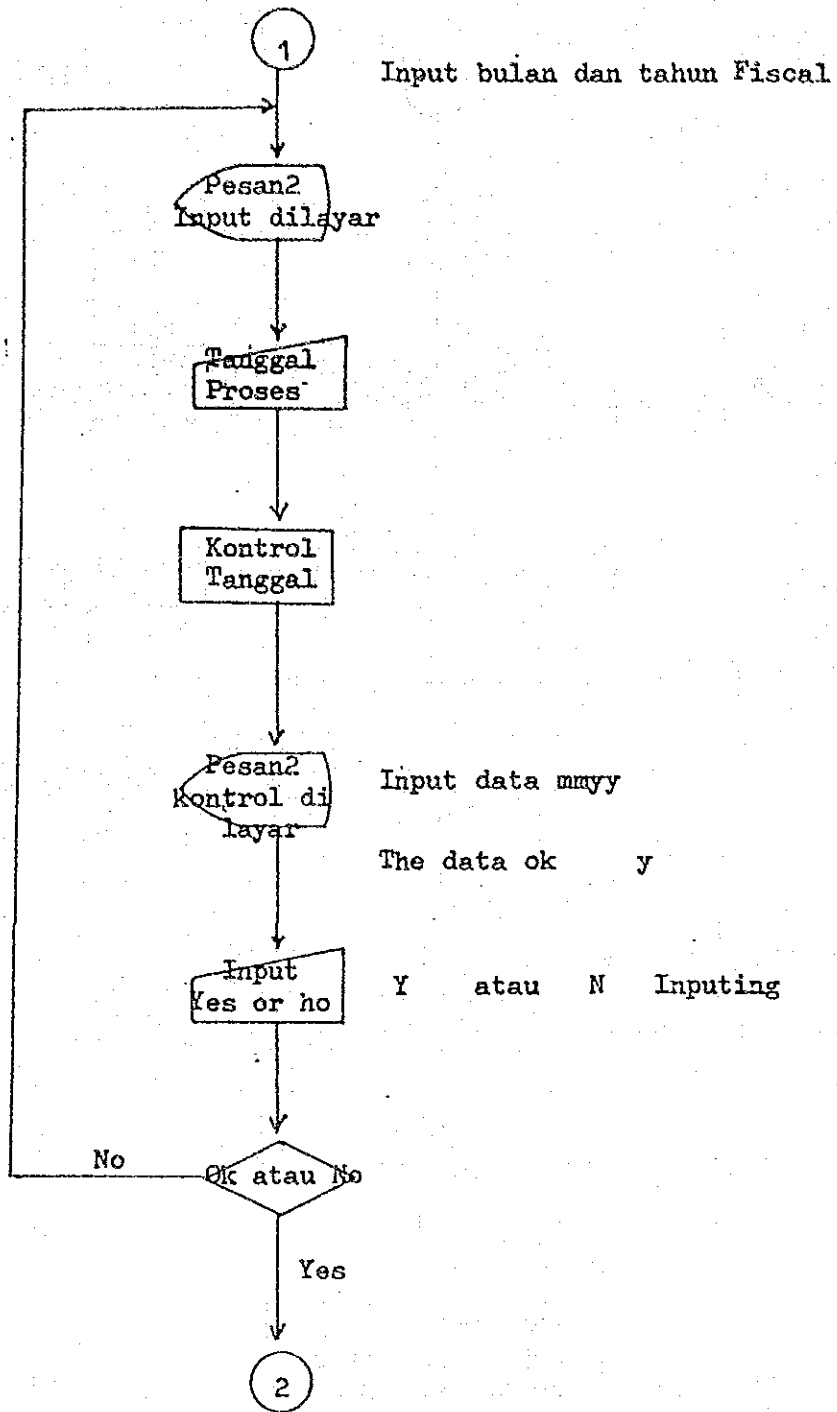 1
Input bulan dan tahun Fiscal
Pesan2
Input dilayar
Tanggal
Proses
Kontrol
Tanggal
Pesan2
kontrol di
layar
Input data mmyy
The data ok y
Input
Yes or ho
Y atau N Inputing
No
Ok atau No
Yes
2